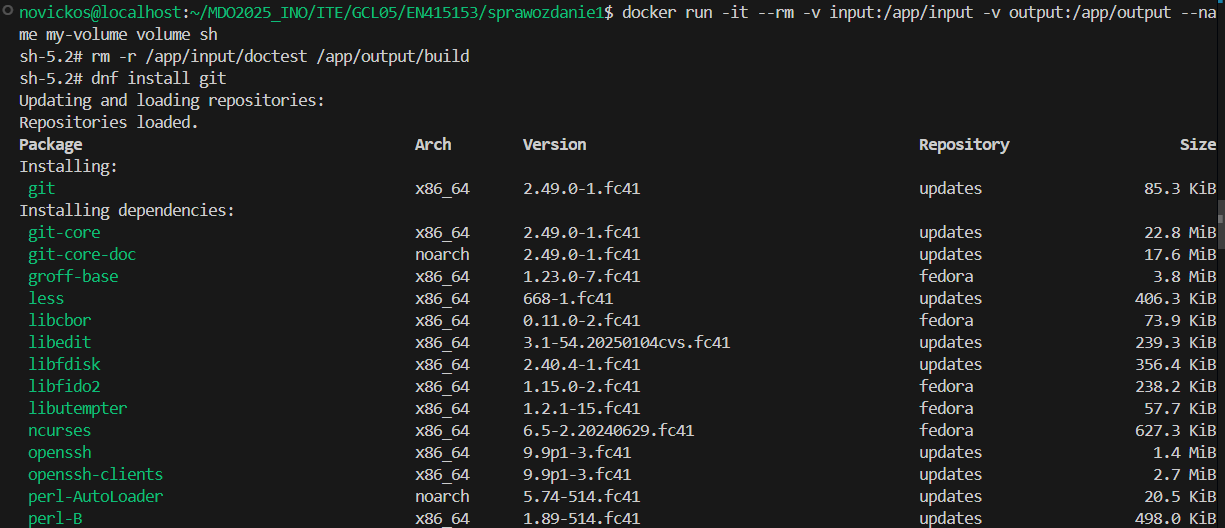 novickos@localhost:~/MDO2025_INO/ITE/GCL05/EN415153/sprawozdanie1$ docker run -it --rm -v input:/app/input -v output:/app/output --na
me my-volume volume sh
sh-5.2# rm -r /app/input/doctest /app/output/build
sh-5.2# dnf install git
Updating and loading repositories:
Repositories loaded.
Package Arch Version Repository Size
Installing:
git x86_64 2.49.0-1.fc41 updates 85.3 KiB
Installing dependencies:
git-core x86_64 2.49.0-1.fc41 updates 22.8 MiB
git-core-doc noarch 2.49.0-1.fc41 updates 17.6 MiB
groff-base x86_64 1.23.0-7.fc41 fedora 3.8 MiB
less x86_64 668-1.fc41 updates 406.3 KiB
libcbor x86_64 0.11.0-2.fc41 fedora 73.9 KiB
libedit x86_64 3.1-54.20250104cvs.fc41 updates 239.3 KiB
libfdisk x86_64 2.40.4-1.fc41 updates 356.4 KiB
libfido2 x86_64 1.15.0-2.fc41 fedora 238.2 KiB
libutempter x86_64 1.2.1-15.fc41 fedora 57.7 KiB
ncurses x86_64 6.5-2.20240629.fc41 fedora 627.3 KiB
openssh x86_64 9.9p1-3.fc41 updates 1.4 MiB
openssh-clients x86_64 9.9p1-3.fc41 updates 2.7 MiB
perl-AutoLoader noarch 5.74-514.fc41 updates 20.5 KiB
perl-B x86_64 1.89-514.fc41 updates 498.0 KiB